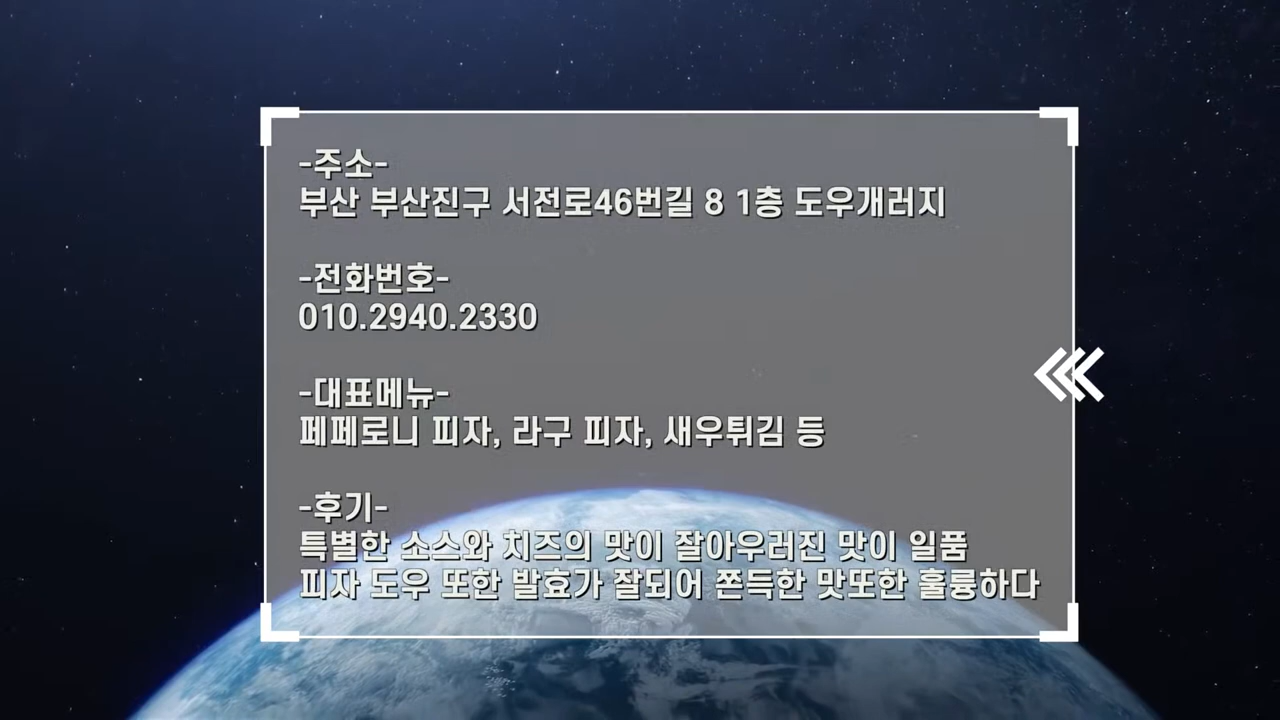 -주소-
부산 부산진구 서전로46번길 8 1층 도우개러지
-전화번호-
010.2940.2330
-대표메뉴-
페페로니 피자, 라구 피자, 새우튀김 등
-후기-
특별한 소스와 치즈의 맛이 잘아우러진 맛이 일품
피자 도우 또한 발효가 잘되어 쫀득한 맛또한 훌륭하다